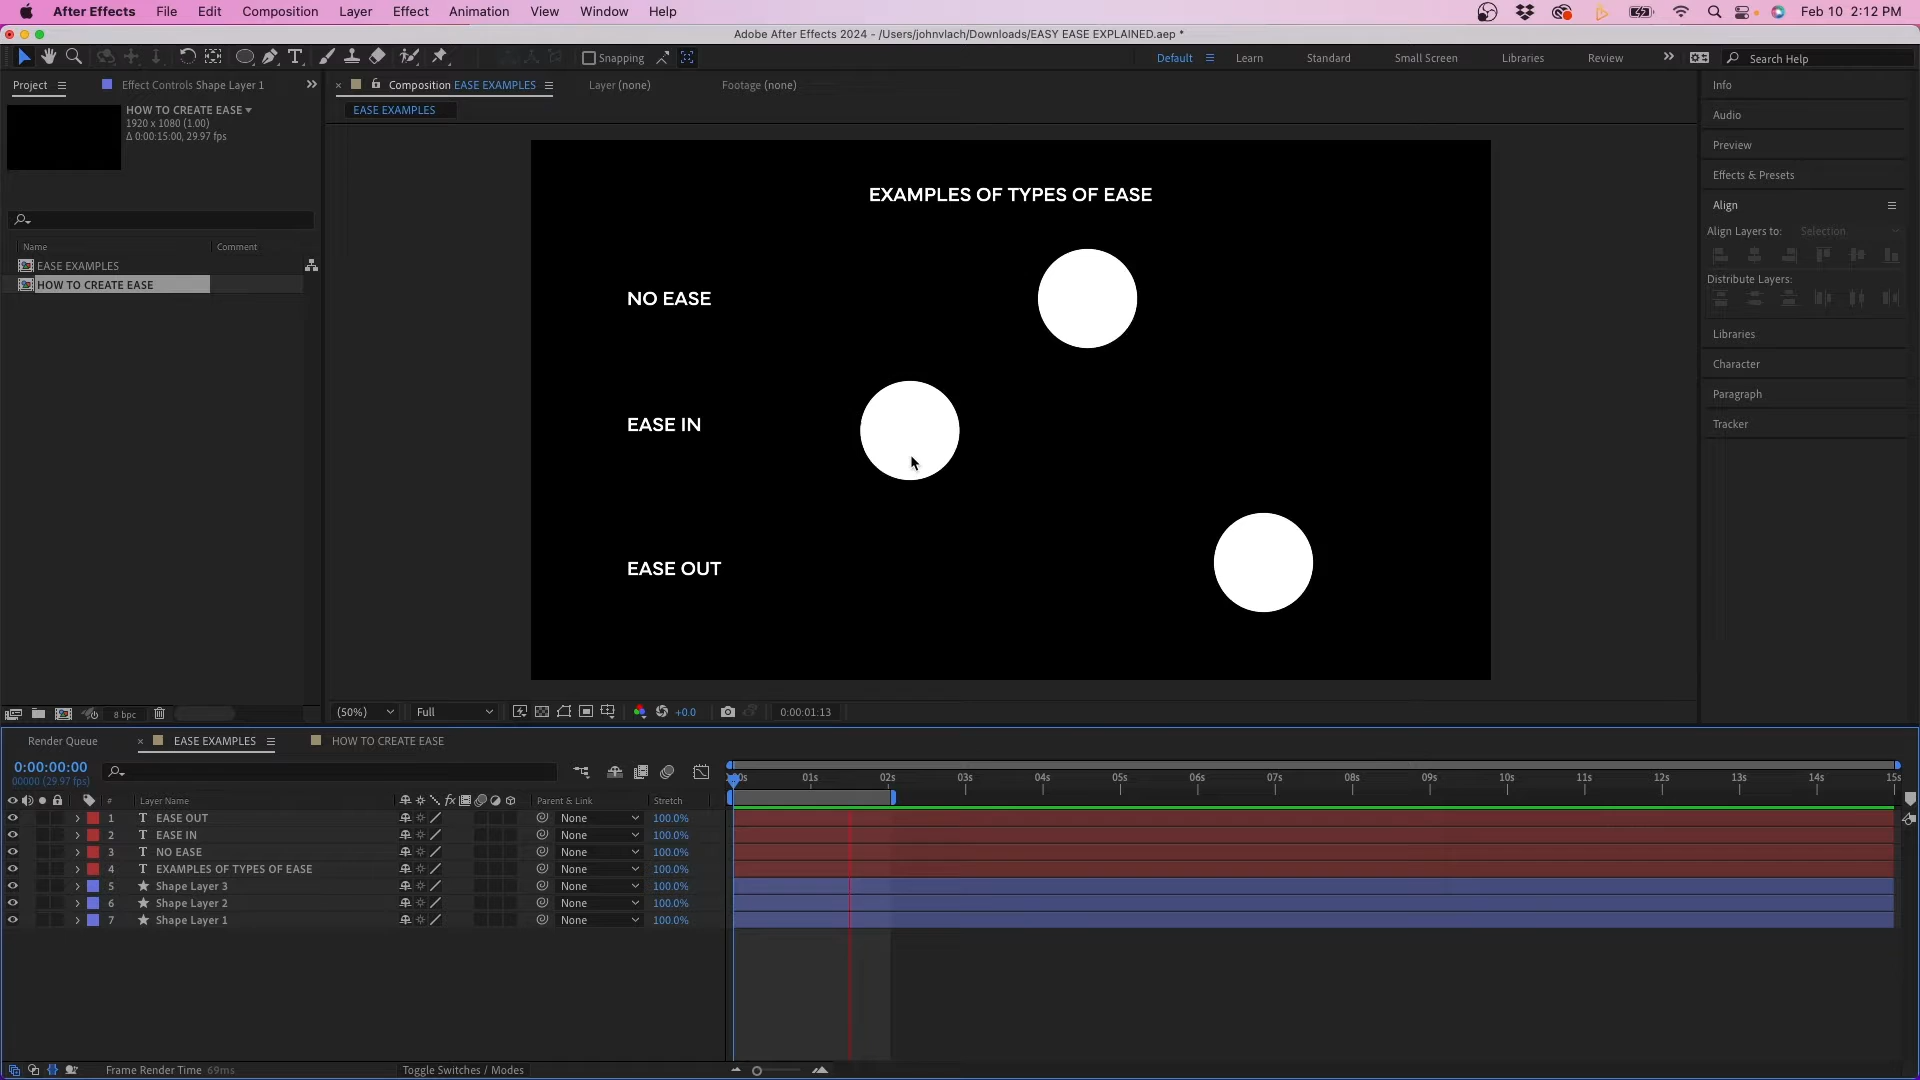 After Effects File Edit Composition Layer Effect Animation View Window Help Feb 10 2:12 PM
Adobe After Effects 2024 - /Users/johnvlach/Downloads/EASY EASE EXPLAINED.aep *
Snapping Default Learn Standard Small Screen Libraries Review Search Help
Project Effect Controls Shape Layer 1 Composition EASE EXAMPLES Layer (none) Footage (none) Info
HOW TO CREATE EASE EASE EXAMPLES
1920 x 1080 (1.00)
Δ 0:00:15:00, 29.97 fps
Audio
Preview
Effects & Presets
Align
Align Layers to: Selection
Distribute Layers:
Libraries
Character
Paragraph
Tracker
Name Comment
EASE EXAMPLES
HOW TO CREATE EASE
EXAMPLES OF TYPES OF EASE
NO EASE
EASE IN
EASE OUT
8 bpc (50%) Full +0.0 0:00:01:13
Render Queue EASE EXAMPLES HOW TO CREATE EASE
0:00:00:00
00000 (29.97 fps)
:00s 01s 02s 03s 04s 05s 06s 07s 08s 09s 10s 11s 12s 13s 14s 15s
# Layer Name fx Parent & Link Stretch
1 T EASE OUT None 100.0%
2 T EASE IN None 100.0%
3 T NO EASE None 100.0%
4 T EXAMPLES OF TYPES OF EASE None 100.0%
5 Shape Layer 3 None 100.0%
6 Shape Layer 2 None 100.0%
7 Shape Layer 1 None 100.0%
Frame Render Time 69ms Toggle Switches / Modes